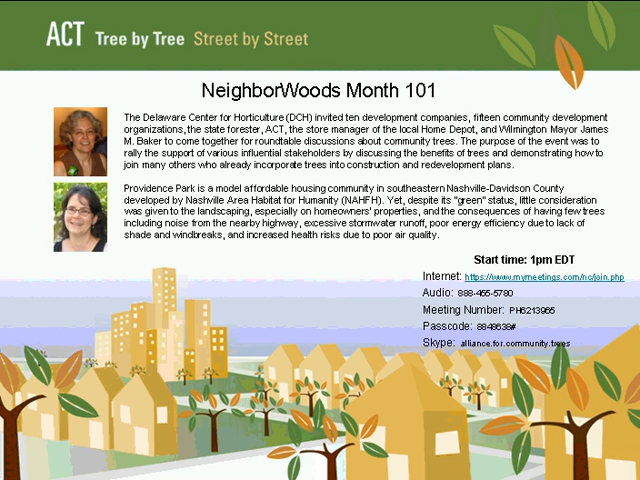 ACT Tree by Tree Street by Street
NeighborWoods Month 101
The Delaware Center for Horticulture (DCH) invited ten development companies, fifteen community development
organizations, the state forester, ACT, the store manager of the local Home Depot, and Wilmington Mayor James
M. Baker to come together for roundtable discussions about community trees. The purpose of the event was to
rally the support of various influential stakeholders by discussing the benefits of trees and demonstrating how to
join many others who already incorporate trees into construction and redevelopment plans.
Providence Park is a model affordable housing community in southeastern Nashville-Davidson County
developed by Nashville Area Habitat for Humanity (NAHFH). Yet, despite its "green" status, little consideration
was given to the landscaping, especially on homeowners' properties, and the consequences of having few trees
including noise from the nearby highway, excessive stormwater runoff, poor energy efficiency due to lack of
shade and windbreaks, and increased health risks due to poor air quality.
Start time: 1pm EDT
Internet: https://www.mymeetings.com/nc/join.php
Audio: 888-455-5780
Meeting Number: PH6213965
Passcode: 8848638#
Skype: alliance.for.community.trees